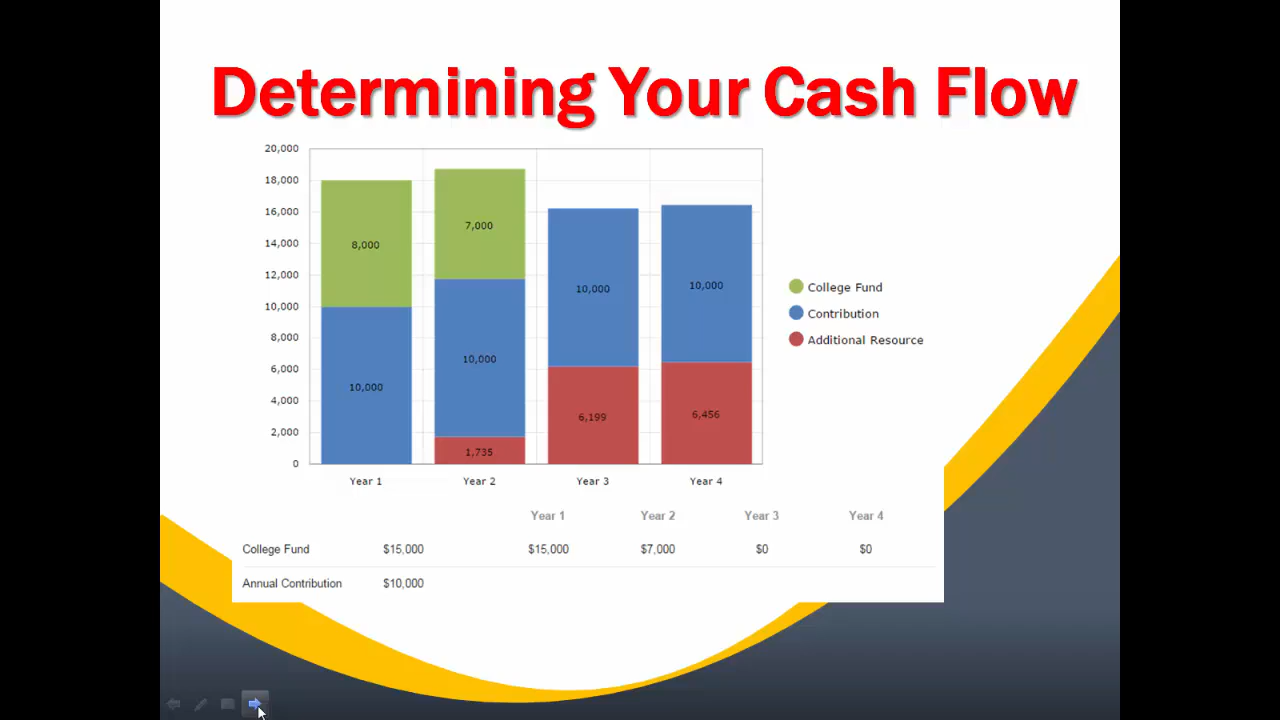 Determining Your Cash Flow
20,000
18,000
16,000
14,000
12,000
10,000
8,000
6,000
4,000
2,000
0
8,000
7,000
10,000
10,000
10,000
10,000
1,735
6,199
6,456
Year 1 Year 2 Year 3 Year 4
College Fund
Contribution
Additional Resource
Year 1 Year 2 Year 3 Year 4
College Fund $15,000 $15,000 $7,000 $0 $0
Annual Contribution $10,000